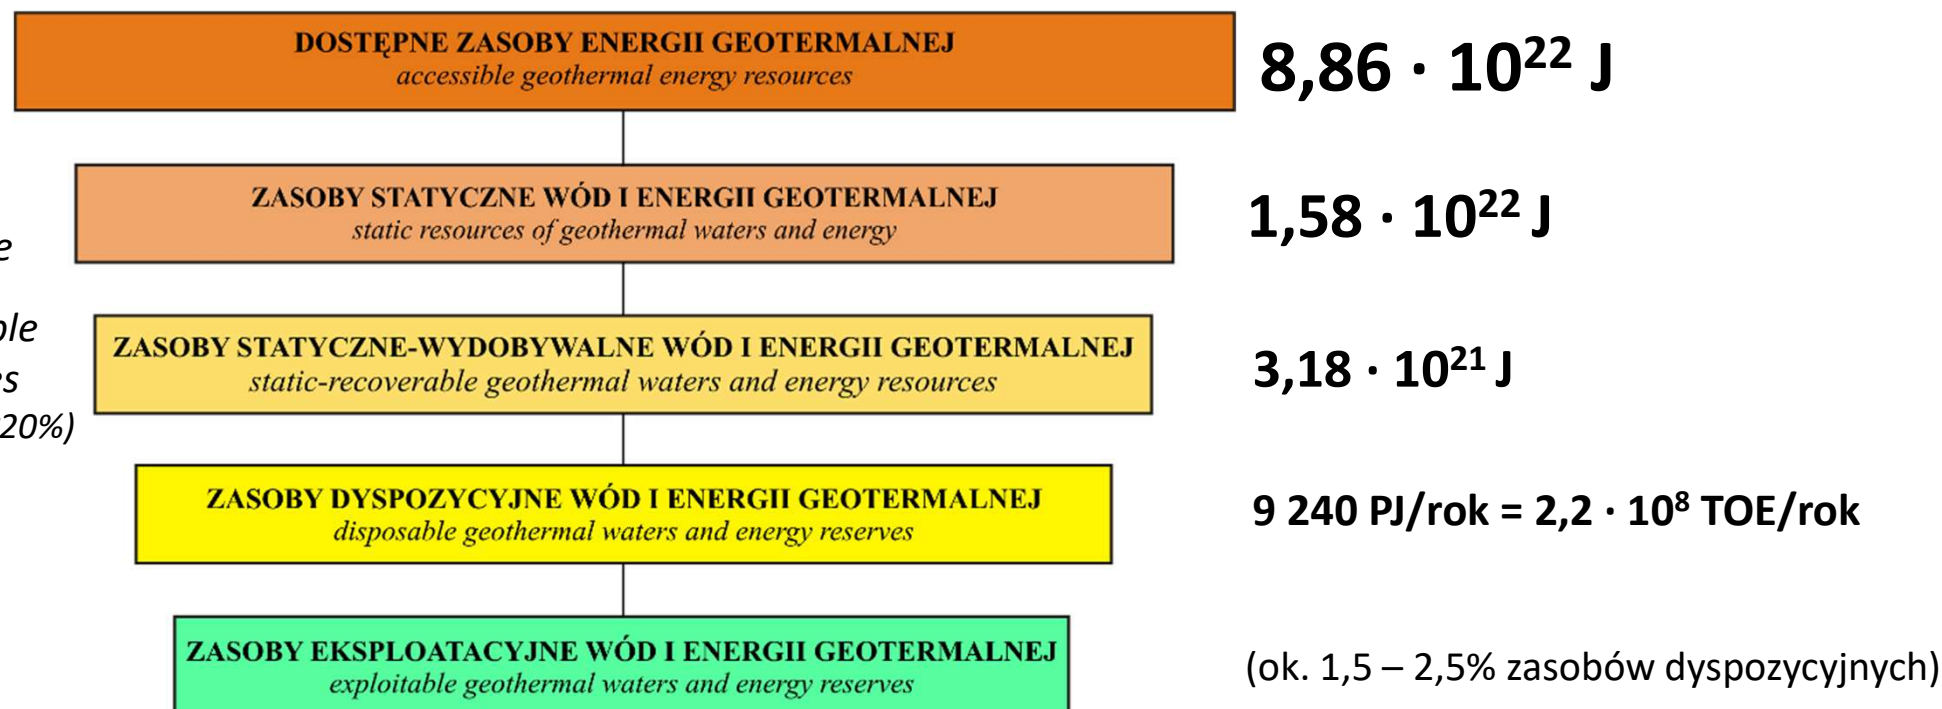 DOSTĘPNE ZASOBY ENERGII GEOTERMALNEJ
accessible geothermal energy resources
8,86 · 10²² J
ZASOBY STATYCZNE WÓD I ENERGII GEOTERMALNEJ
static resources of geothermal waters and energy
1,58 · 10²² J
ZASOBY STATYCZNE-WYDOBYWALNE WÓD I ENERGII GEOTERMALNEJ
static-recoverable geothermal waters and energy resources
20%)
3,18 · 10²¹ J
ZASOBY DYSPOZYCYJNE WÓD I ENERGII GEOTERMALNEJ
disposable geothermal waters and energy reserves
9 240 PJ/rok = 2,2 · 10⁸ TOE/rok
ZASOBY EKSPLOATACYJNE WÓD I ENERGII GEOTERMALNEJ
exploitable geothermal waters and energy reserves
(ok. 1,5 – 2,5% zasobów dyspozycyjnych)